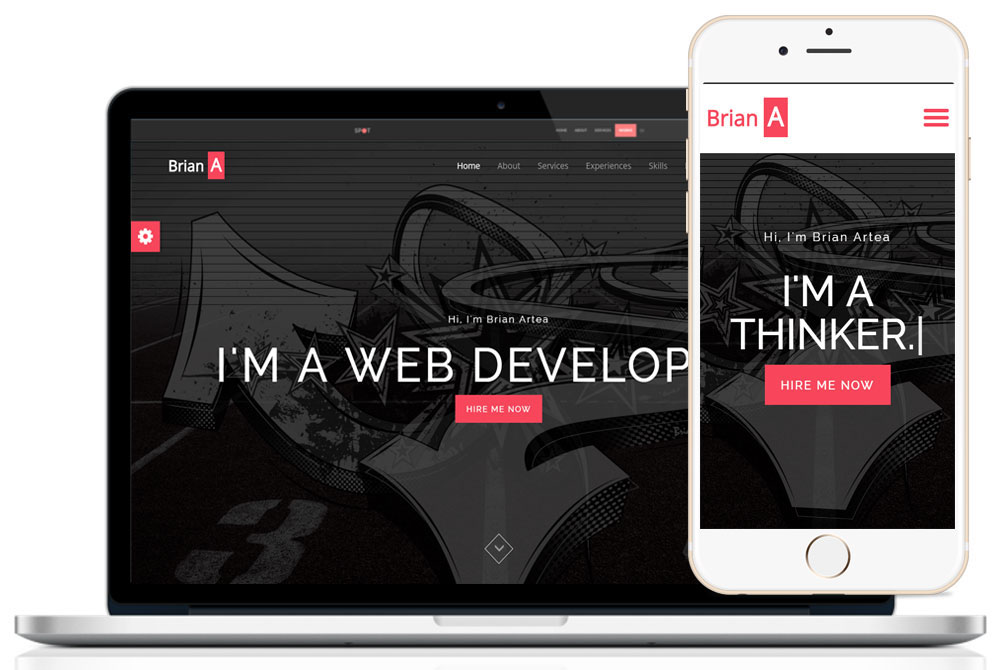 SPOT
HOME ABOUT SERVICES WORKS
Brian A
Home About Services Experiences Skills
Hi, I'm Brian Artea
I'M A WEB DEVELOP
HIRE ME NOW
3
Brian A
Hi, I'm Brian Artea
I'M A
THINKER.|
HIRE ME NOW